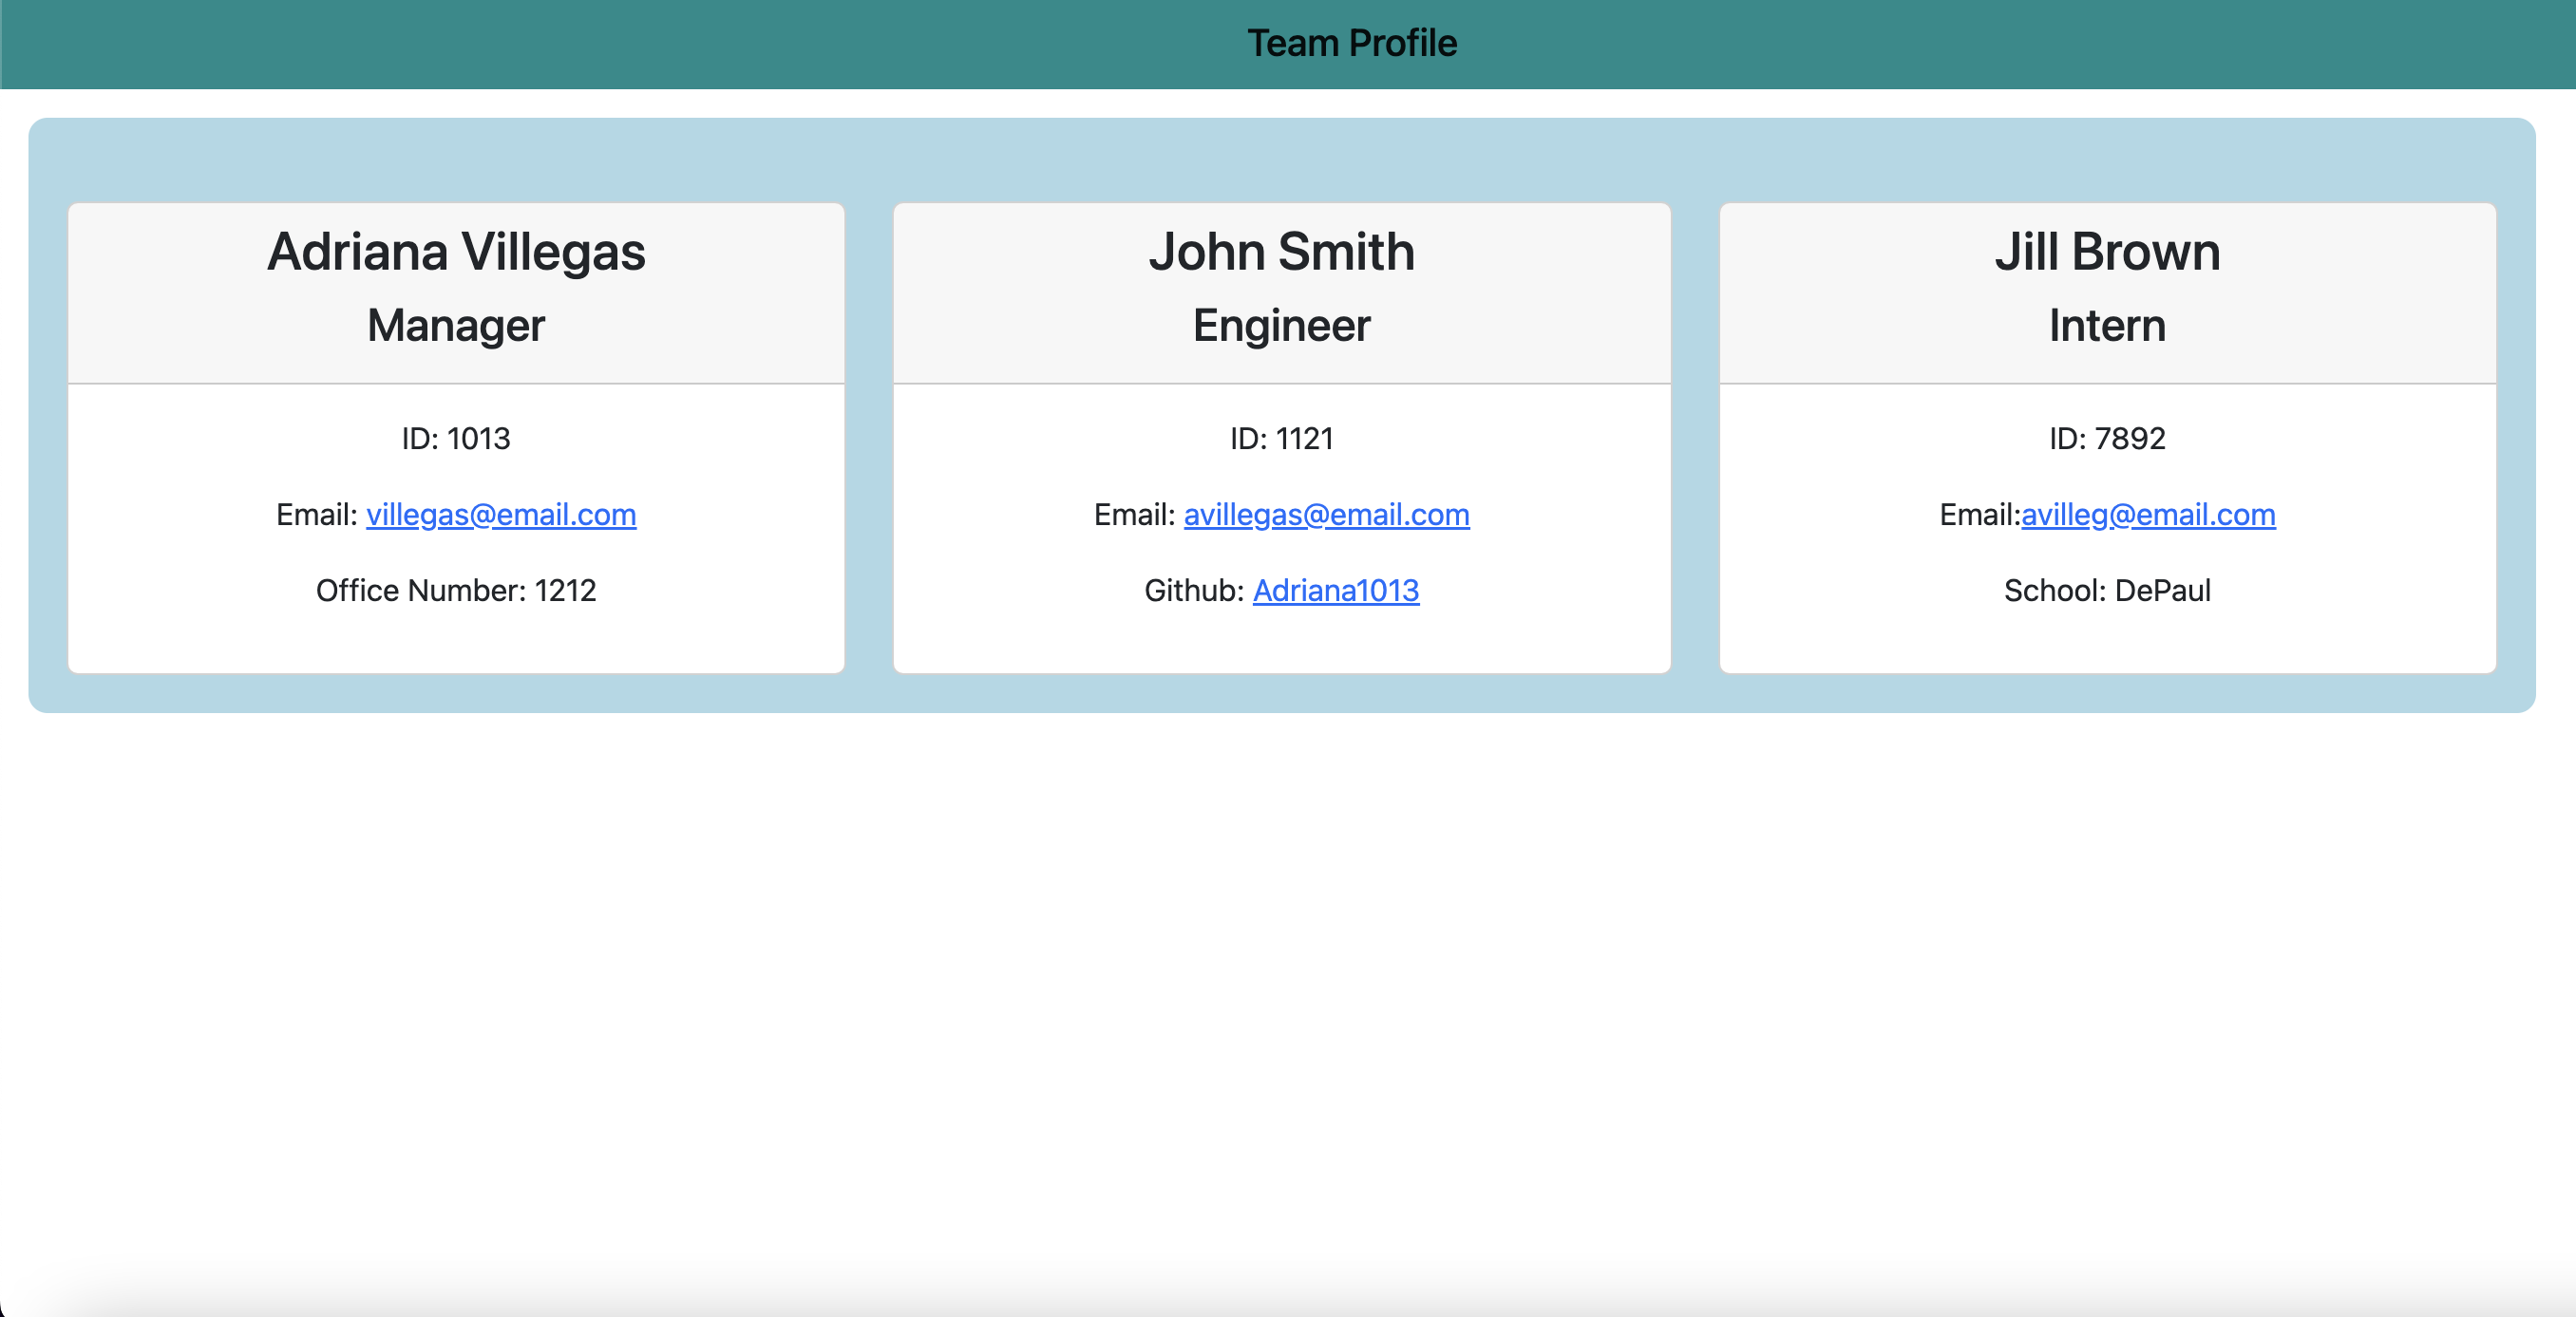 Team Profile
Adriana Villegas
Manager
ID: 1013
Email: villegas@email.com
Office Number: 1212
John Smith
Engineer
ID: 1121
Email: avillegas@email.com
Github: Adriana1013
Jill Brown
Intern
ID: 7892
Email:avilleg@email.com
School: DePaul